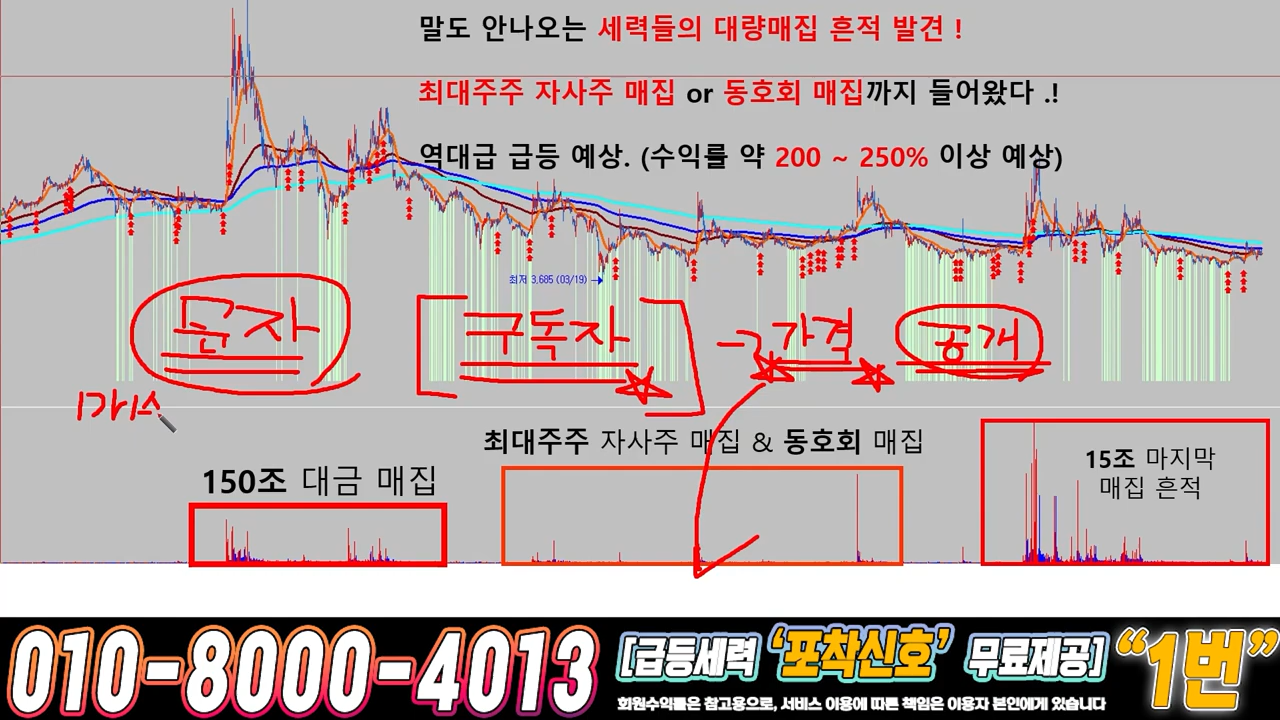 말도 안나오는 세력들의 대량매집 흔적 발견 !
최대주주 자사주 매집 or 동호회 매집까지 들어왔다 .!
역대급 급등 예상. (수익률 약 200 ~ 250% 이상 예상)
최저 3,685 (03/19)
문자 구독자 가격 공개
최대주주 자사주 매집 & 동호회 매집
150조 대금 매집
15조 마지막
매집 흔적
010-8000-4013 [급등세력 '포착신호' 무료제공] "1번"
회원수익률은 참고용으로, 서비스 이용에 따른 책임은 이용자 본인에게 있습니다